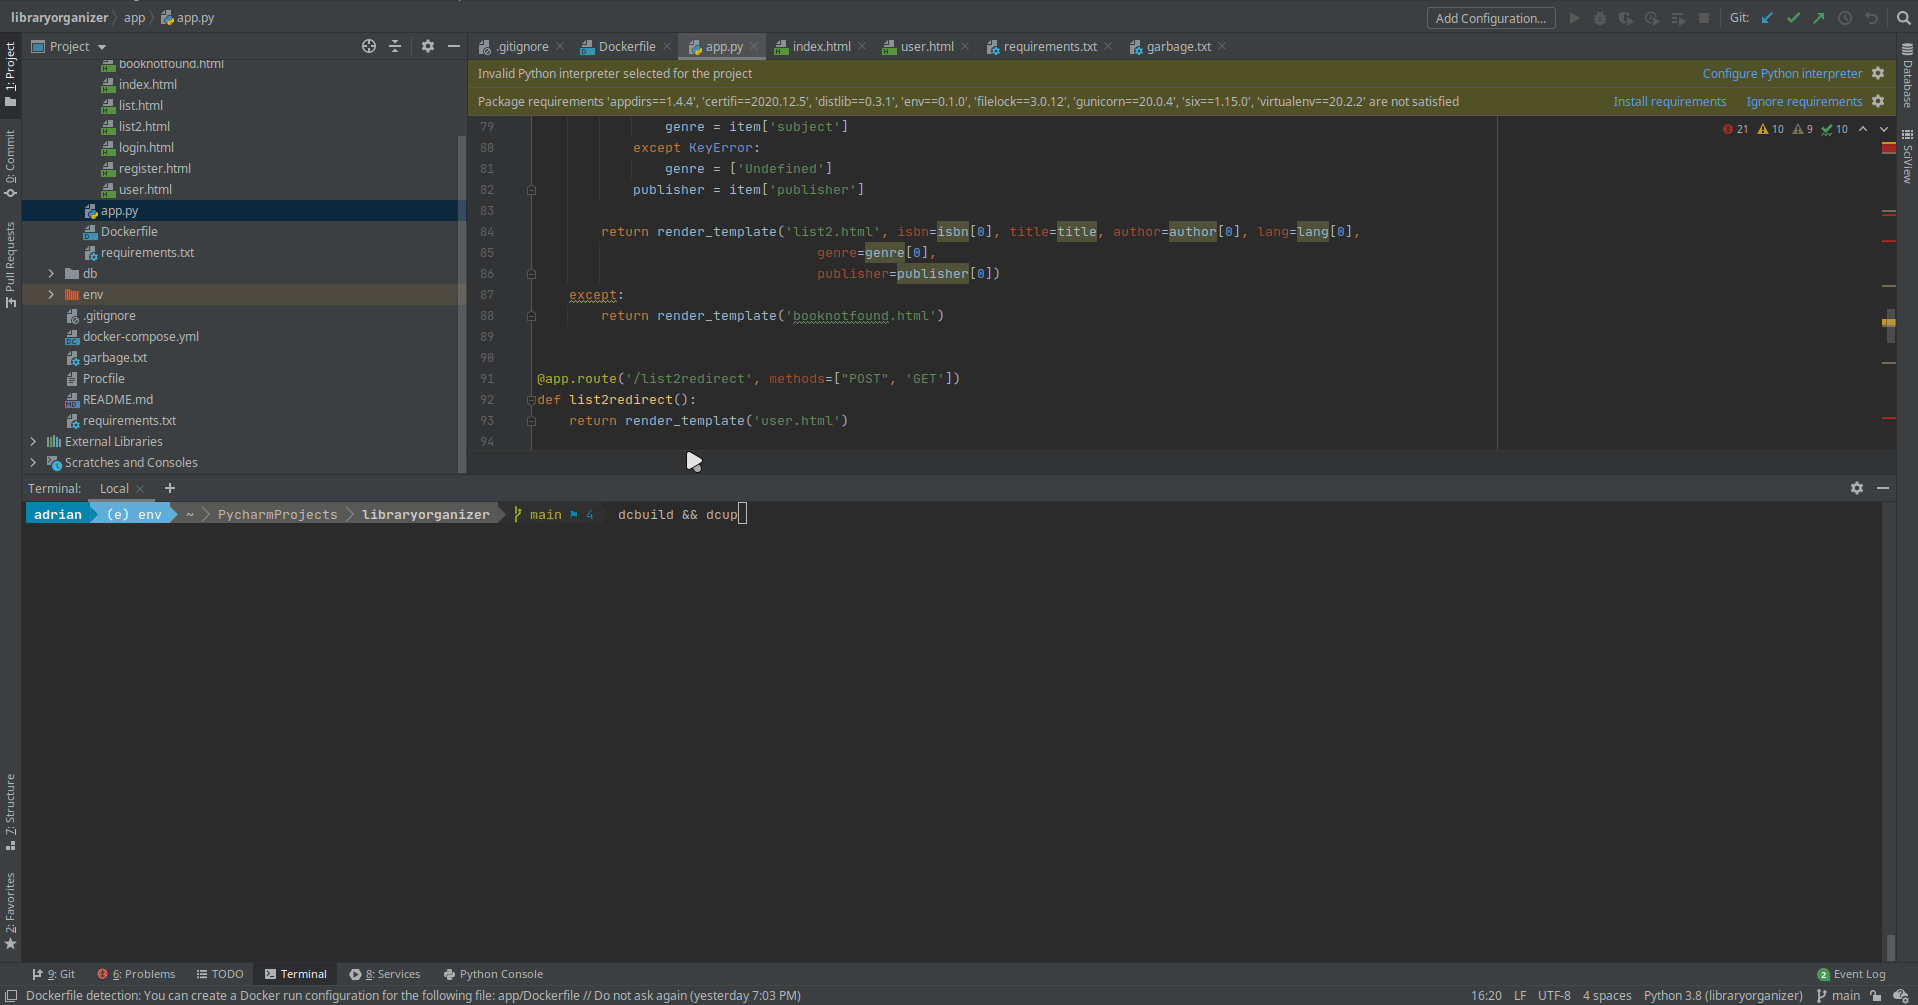 libraryorganizer app app.py
Add Configuration... Git:
1: Project
0: Commit
Pull Requests
7: Structure
2: Favorites
Project
booknotfound.html
index.html
list.html
list2.html
login.html
register.html
user.html
app.py
Dockerfile
requirements.txt
db
env
.gitignore
docker-compose.yml
garbage.txt
Procfile
README.md
requirements.txt
External Libraries
Scratches and Consoles
.gitignore Dockerfile app.py index.html user.html requirements.txt garbage.txt
Invalid Python interpreter selected for the project Configure Python interpreter
Package requirements 'appdirs==1.4.4', 'certifi==2020.12.5', 'distlib==0.3.1', 'env==0.1.0', 'filelock==3.0.12', 'gunicorn==20.0.4', 'six==1.15.0', 'virtualenv==20.2.2' are not satisfied Install requirements Ignore requirements
21 10 9 10
79 genre = item['subject']
80 except KeyError:
81 genre = ['Undefined']
82 publisher = item['publisher']
83
84 return render_template('list2.html', isbn=isbn[0], title=title, author=author[0], lang=lang[0],
85 genre=genre[0],
86 publisher=publisher[0])
87 except:
88 return render_template('booknotfound.html')
89
90
91 @app.route('/list2redirect', methods=["POST", 'GET'])
92 def list2redirect():
93 return render_template('user.html')
94
Database
SciView
Terminal: Local +
adrian (e) env ~ PycharmProjects libraryorganizer main 4 dcbuild && dcup
9: Git 6: Problems TODO Terminal 8: Services Python Console 2 Event Log
Dockerfile detection: You can create a Docker run configuration for the following file: app/Dockerfile // Do not ask again (yesterday 7:03 PM) 16:20 LF UTF-8 4 spaces Python 3.8 (libraryorganizer) main